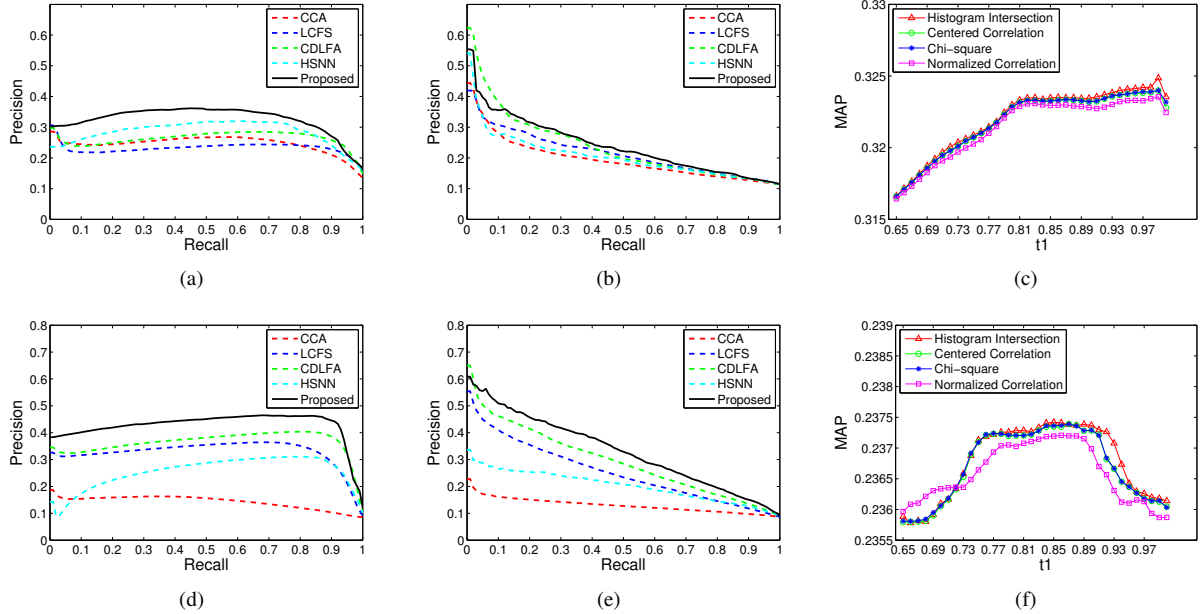 0.6
0.5
0.4
0.3
0.2
0.1
0
Precision
0 0.1 0.2 0.3 0.4 0.5 0.6 0.7 0.8 0.9 1
Recall
CCA
LCFS
CDLFA
HSNN
Proposed
(a)
0.6
0.5
0.4
0.3
0.2
0.1
0
Precision
0 0.1 0.2 0.3 0.4 0.5 0.6 0.7 0.8 0.9 1
Recall
CCA
LCFS
CDLFA
HSNN
Proposed
(b)
0.33
0.325
0.32
0.315
MAP
0.65 0.69 0.73 0.77 0.81 0.85 0.89 0.93 0.97
t1
Histogram Intersection
Centered Correlation
Chi-square
Normalized Correlation
(c)
0.8
0.7
0.6
0.5
0.4
0.3
0.2
0.1
0
Precision
0 0.1 0.2 0.3 0.4 0.5 0.6 0.7 0.8 0.9 1
Recall
CCA
LCFS
CDLFA
HSNN
Proposed
(d)
0.8
0.7
0.6
0.5
0.4
0.3
0.2
0.1
0
Precision
0 0.1 0.2 0.3 0.4 0.5 0.6 0.7 0.8 0.9 1
Recall
CCA
LCFS
CDLFA
HSNN
Proposed
(e)
0.239
0.2385
0.238
0.2375
0.237
0.2365
0.236
0.2355
MAP
0.65 0.69 0.73 0.77 0.81 0.85 0.89 0.93 0.97
t1
Histogram Intersection
Centered Correlation
Chi-square
Normalized Correlation
(f)